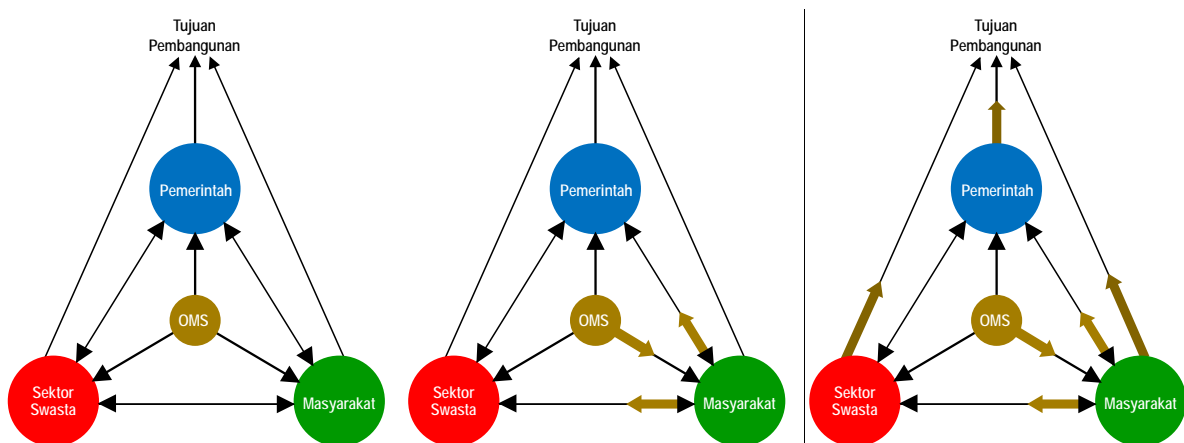 Tujuan
Pembangunan
Pemerintah
OMS
Sektor
Swasta
Masyarakat
Tujuan
Pembangunan
Pemerintah
OMS
Sektor
Swasta
Masyarakat
Tujuan
Pembangunan
Pemerintah
OMS
Sektor
Swasta
Masyarakat